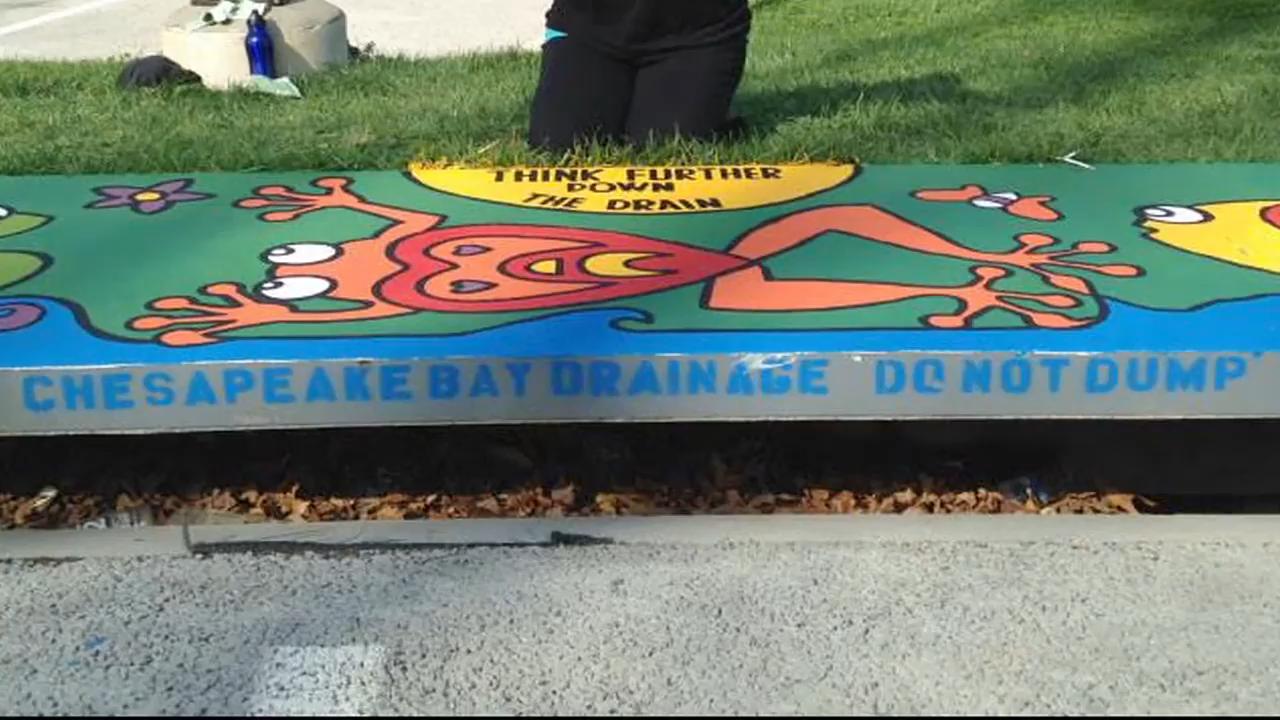 THINK FURTHER
DOWN
THE DRAIN
CHESAPEAKE BAY DRAINAGE "DO NOT DUMP"